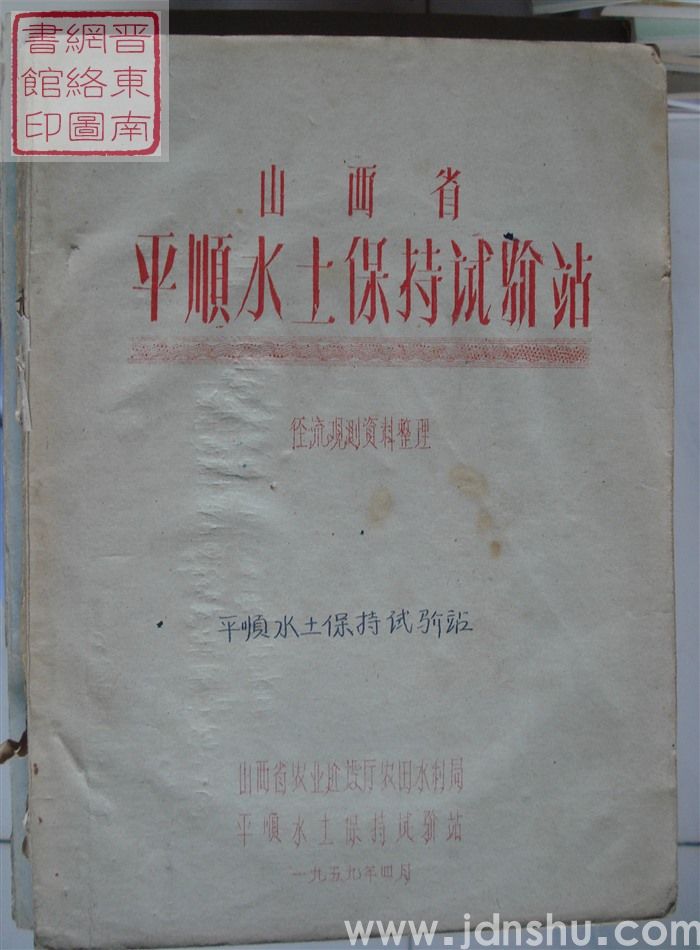 晋東南
網絡圖
書館印
山西省
平順水土保持试验站
径流观测資料整理
平順水土保持试验站
山西省农业建设厅农田水利局
平順水土保持试验站
一九五九年四月
www.jdnshu.com